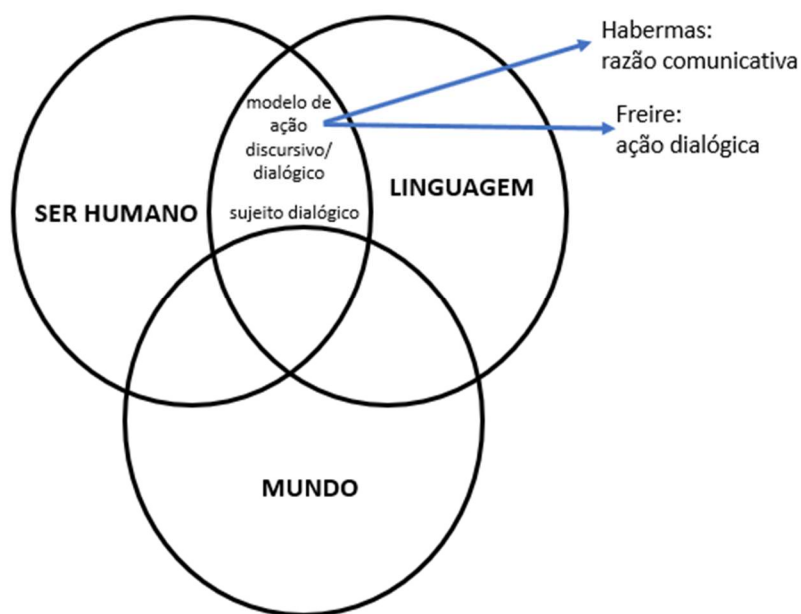 Habermas:
razão comunicativa
Freire:
ação dialógica
modelo de
ação
discursivo/
dialógico
sujeito dialógico
SER HUMANO
LINGUAGEM
MUNDO